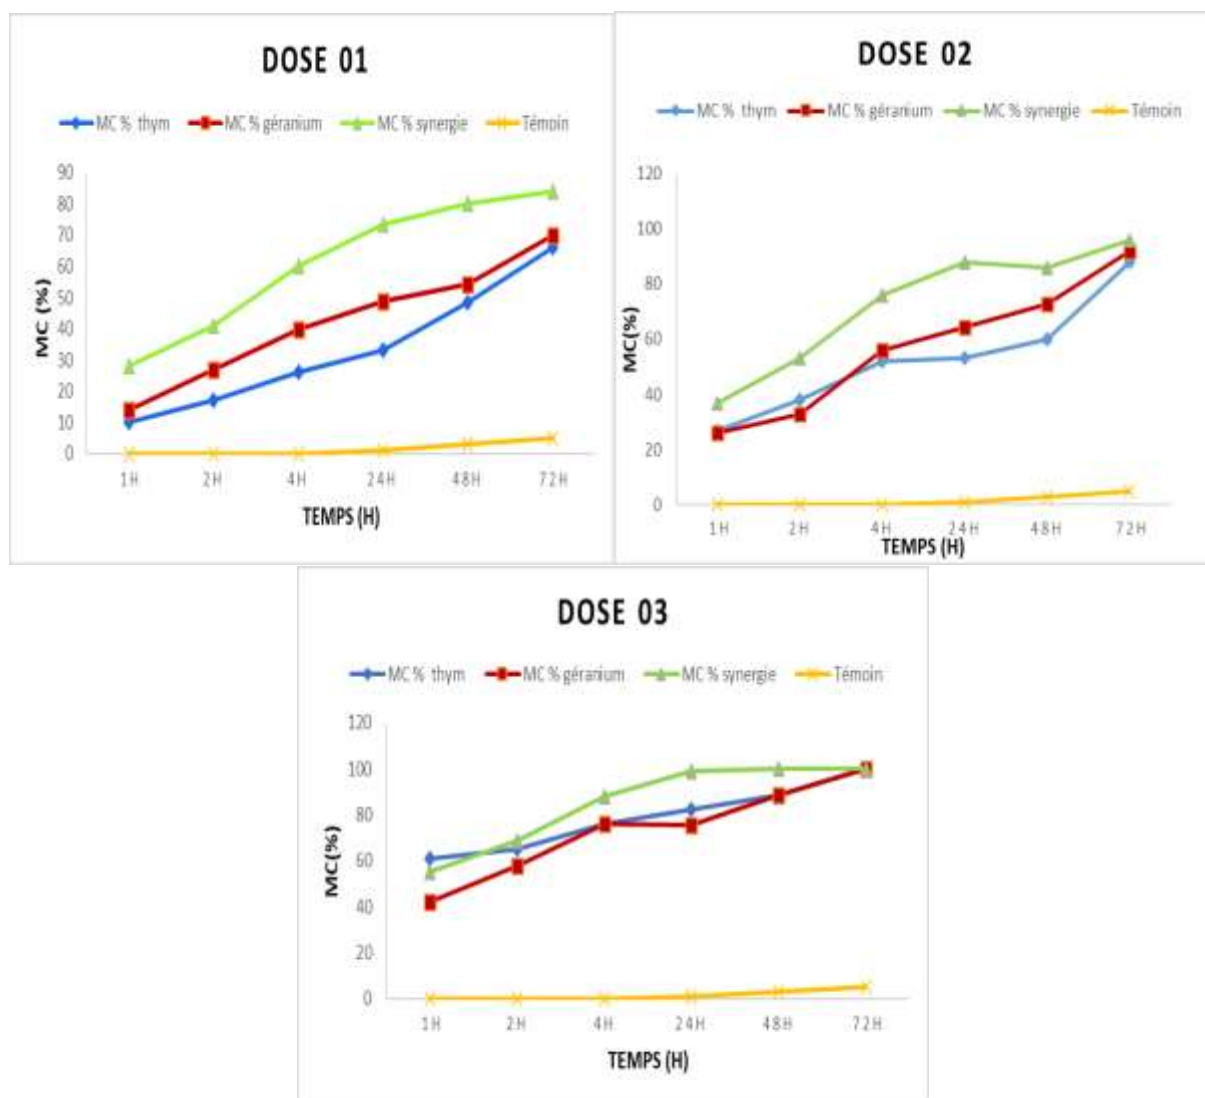 DOSE 01
MC % thym MC % géranium MC % synergie Témoin
90
80
70
60
50
40
30
20
10
0
MC (%)
1H 2H 4H 24H 48H 72H
TEMPS (H)
DOSE 02
MC % thym MC % géranium MC % synergie Témoin
120
100
80
60
40
20
0
MC(%)
1H 2H 4H 24H 48H 72H
TEMPS (H)
DOSE 03
MC % thym MC % géranium MC % synergie Témoin
120
100
80
60
40
20
0
MC(%)
1H 2H 4H 24H 48H 72H
TEMPS (H)